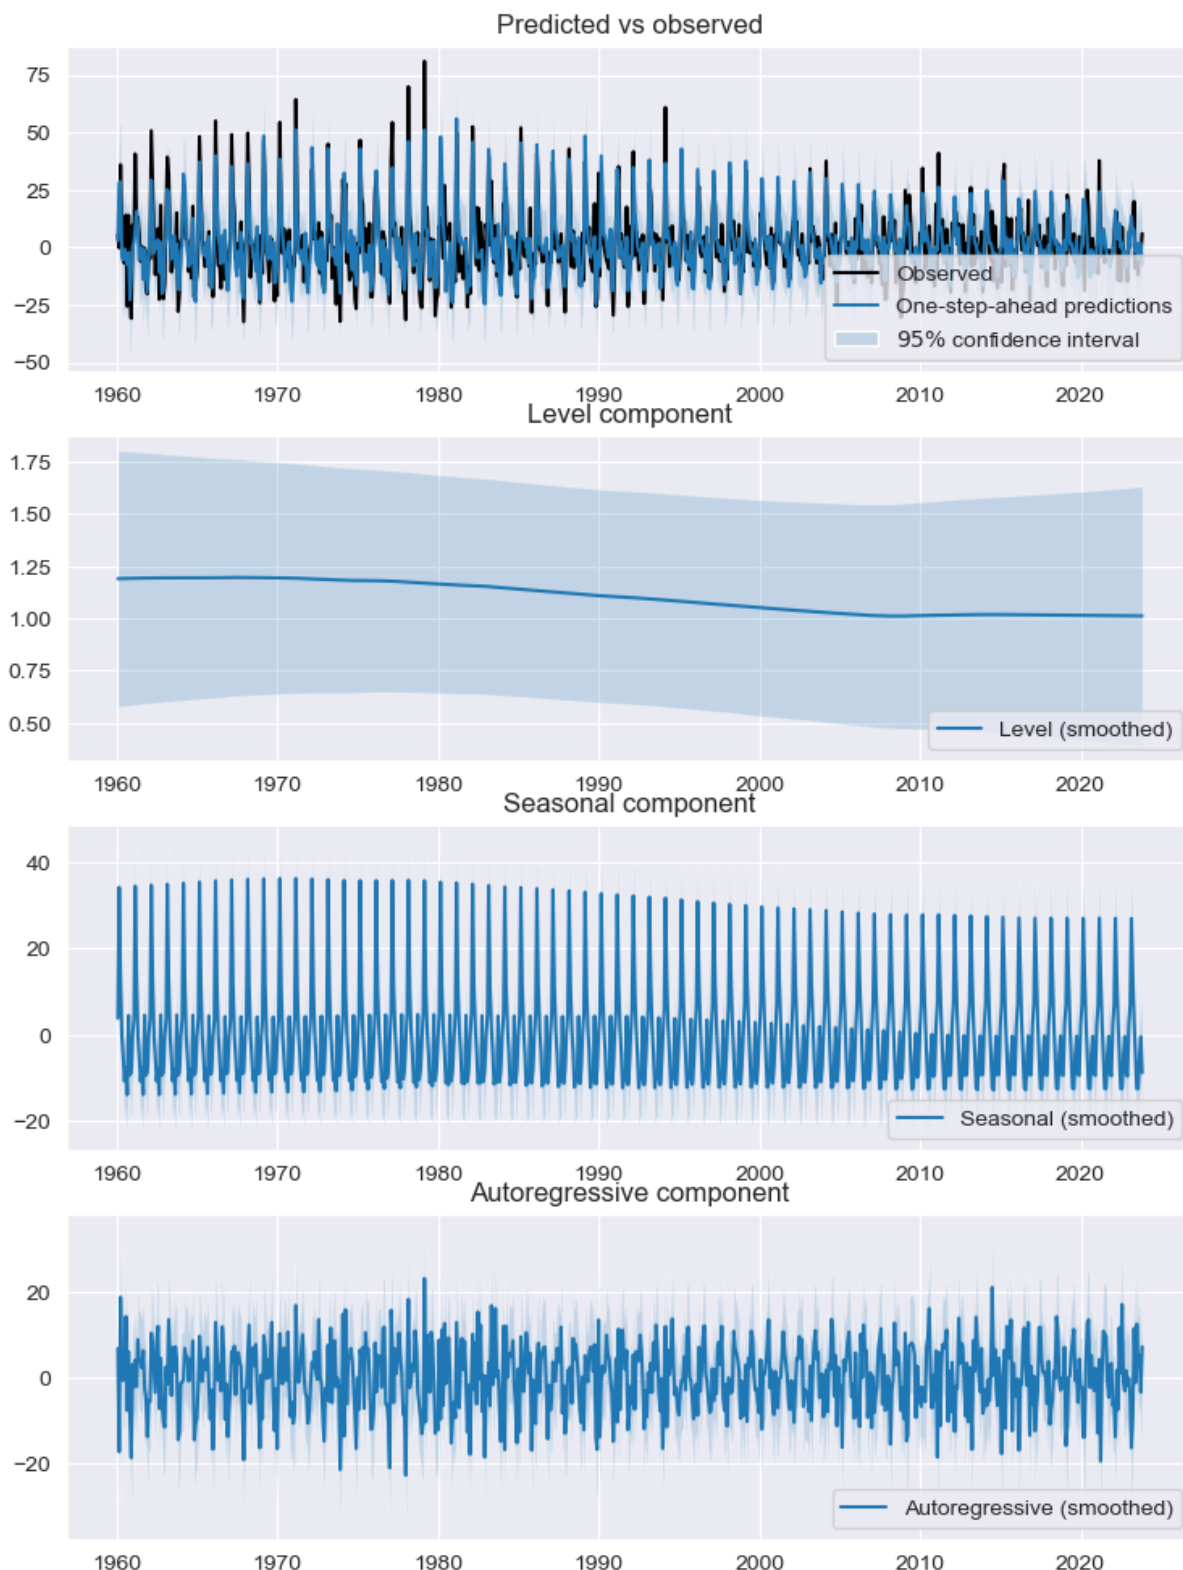 Predicted vs observed
75
50
25
0
−25
−50
Observed
One-step-ahead predictions
95% confidence interval
1960 1970 1980 1990 2000 2010 2020
Level component
1.75
1.50
1.25
1.00
0.75
0.50
Level (smoothed)
1960 1970 1980 1990 2000 2010 2020
Seasonal component
40
20
0
−20
Seasonal (smoothed)
1960 1970 1980 1990 2000 2010 2020
Autoregressive component
20
0
−20
Autoregressive (smoothed)
1960 1970 1980 1990 2000 2010 2020